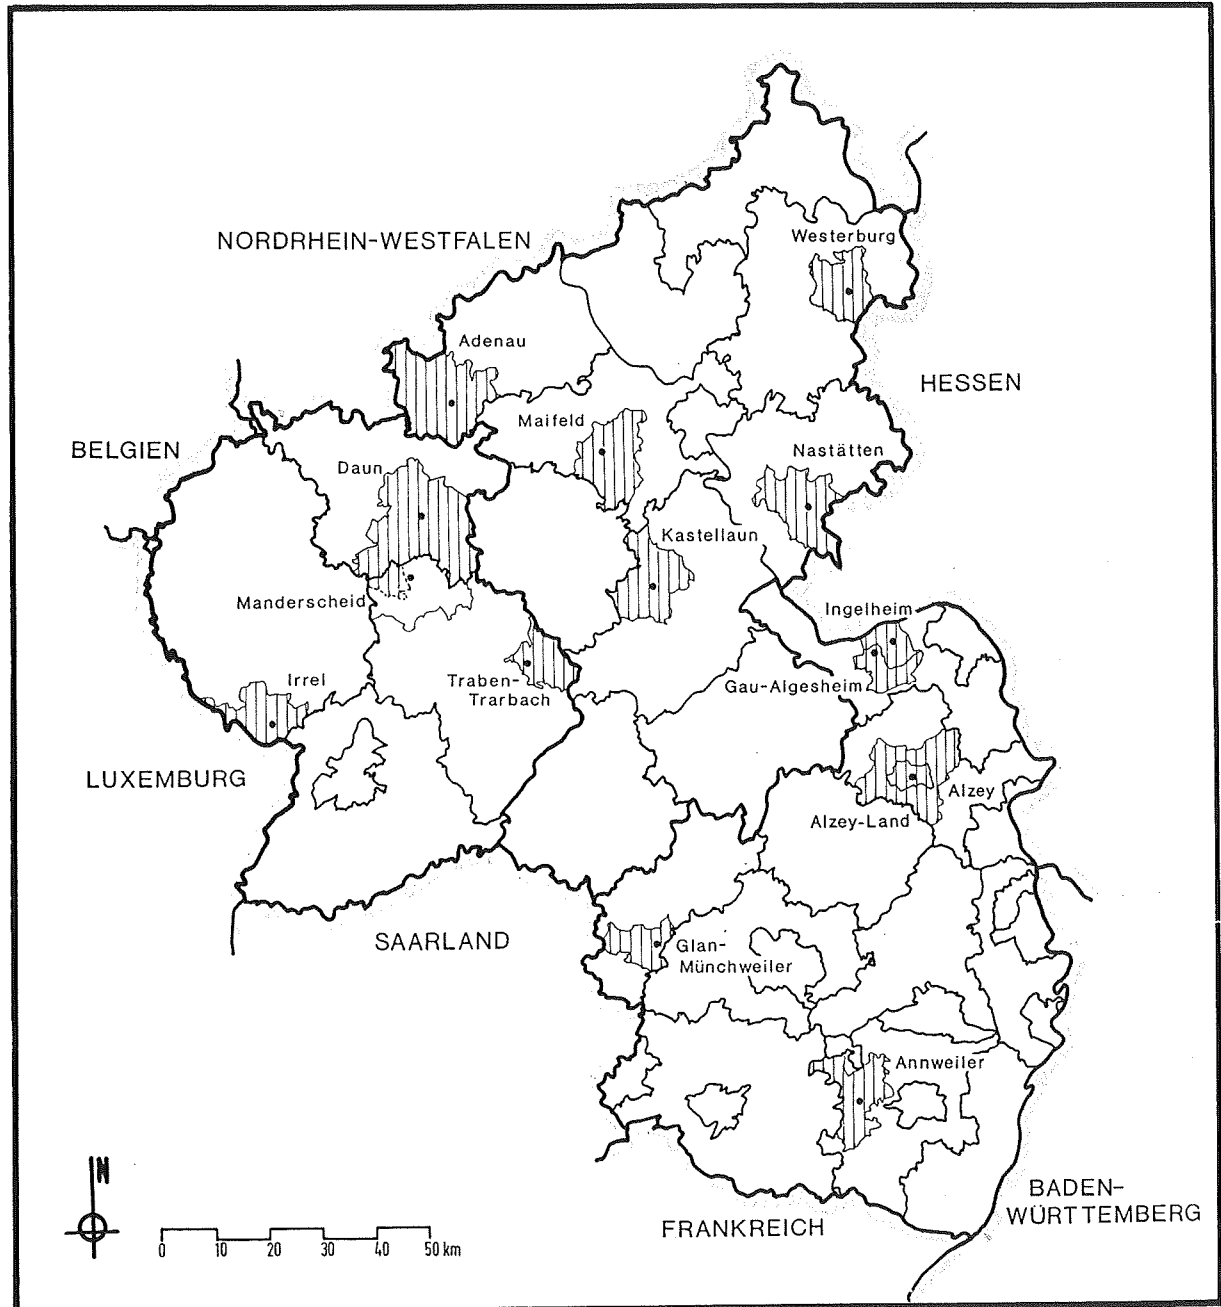 NORDRHEIN-WESTFALEN
Westerburg
Adenau
HESSEN
Maifeld
BELGIEN
Nastätten
Daun
Kastellaun
Manderscheid
Ingelheim
Irrel
Traben-
Trarbach
Gau-Algesheim
LUXEMBURG
Alzey
Alzey-Land
SAARLAND
Glan-
Münchweiler
Annweiler
N
BADEN-
WÜRTTEMBERG
FRANKREICH
0 10 20 30 40 50 km